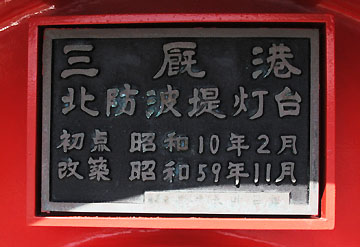 三厩港
北防波堤灯台
初点 昭和10年2月
改築 昭和59年11月